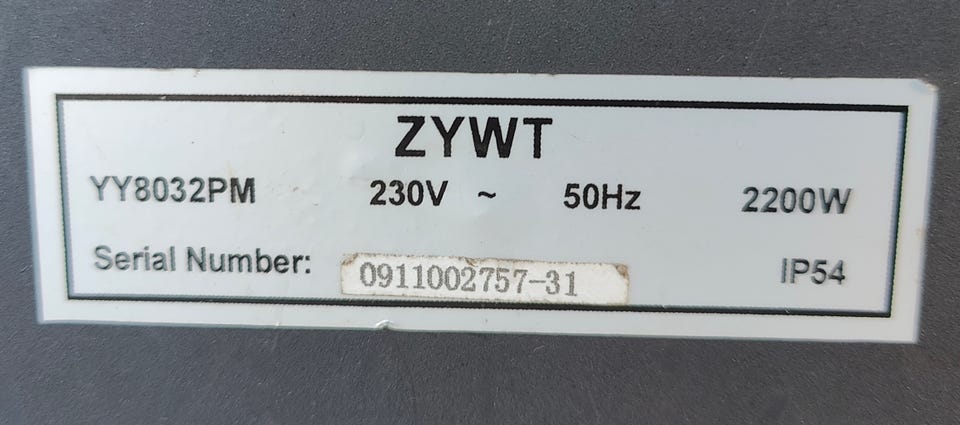 ZYWT
YY8032PM 230V ~ 50Hz 2200W
Serial Number: 0911002757-31 IP54